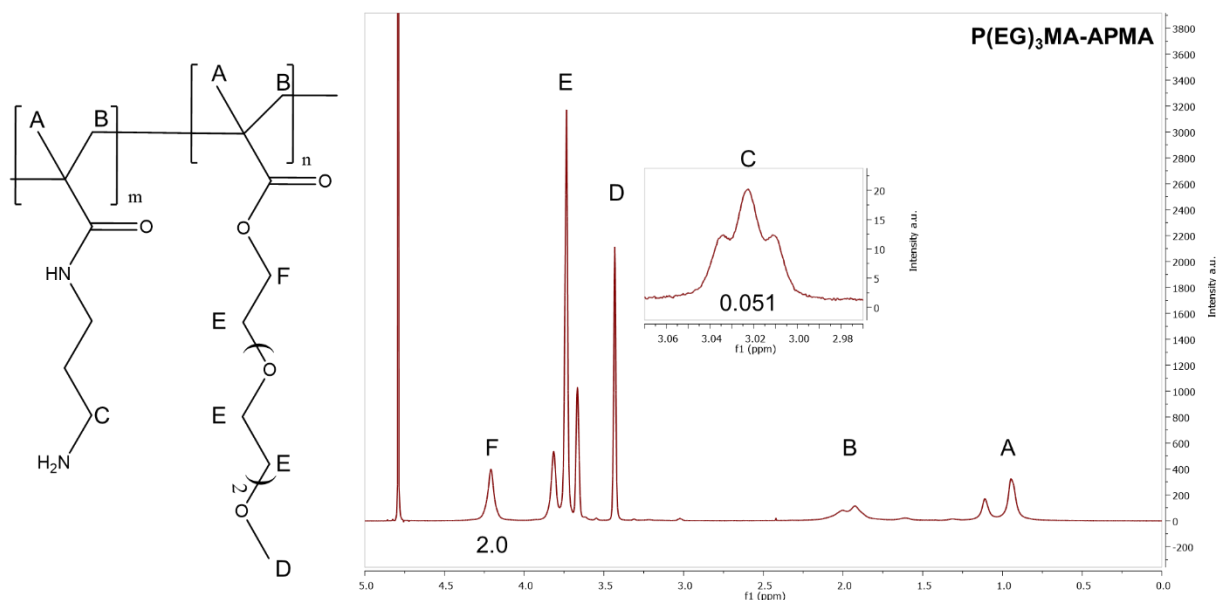 P(EG)₃MA-APMA
A
B
A
B
m
n
O
O
HN
O
F
E
O
E
E
2
O
D
C
H₂N
E
D
F
2.0
B
A
C
0.051
20
15
10
5
0
Intensity a.u.
3.06
3.04
3.02
3.00
2.98
f1 (ppm)
3800
3600
3400
3200
3000
2800
2600
2400
2200
2000
1800
1600
1400
1200
1000
800
600
400
200
0
-200
Intensity a.u.
5.0
4.5
4.0
3.5
3.0
2.5
2.0
1.5
1.0
0.5
0.0
f1 (ppm)